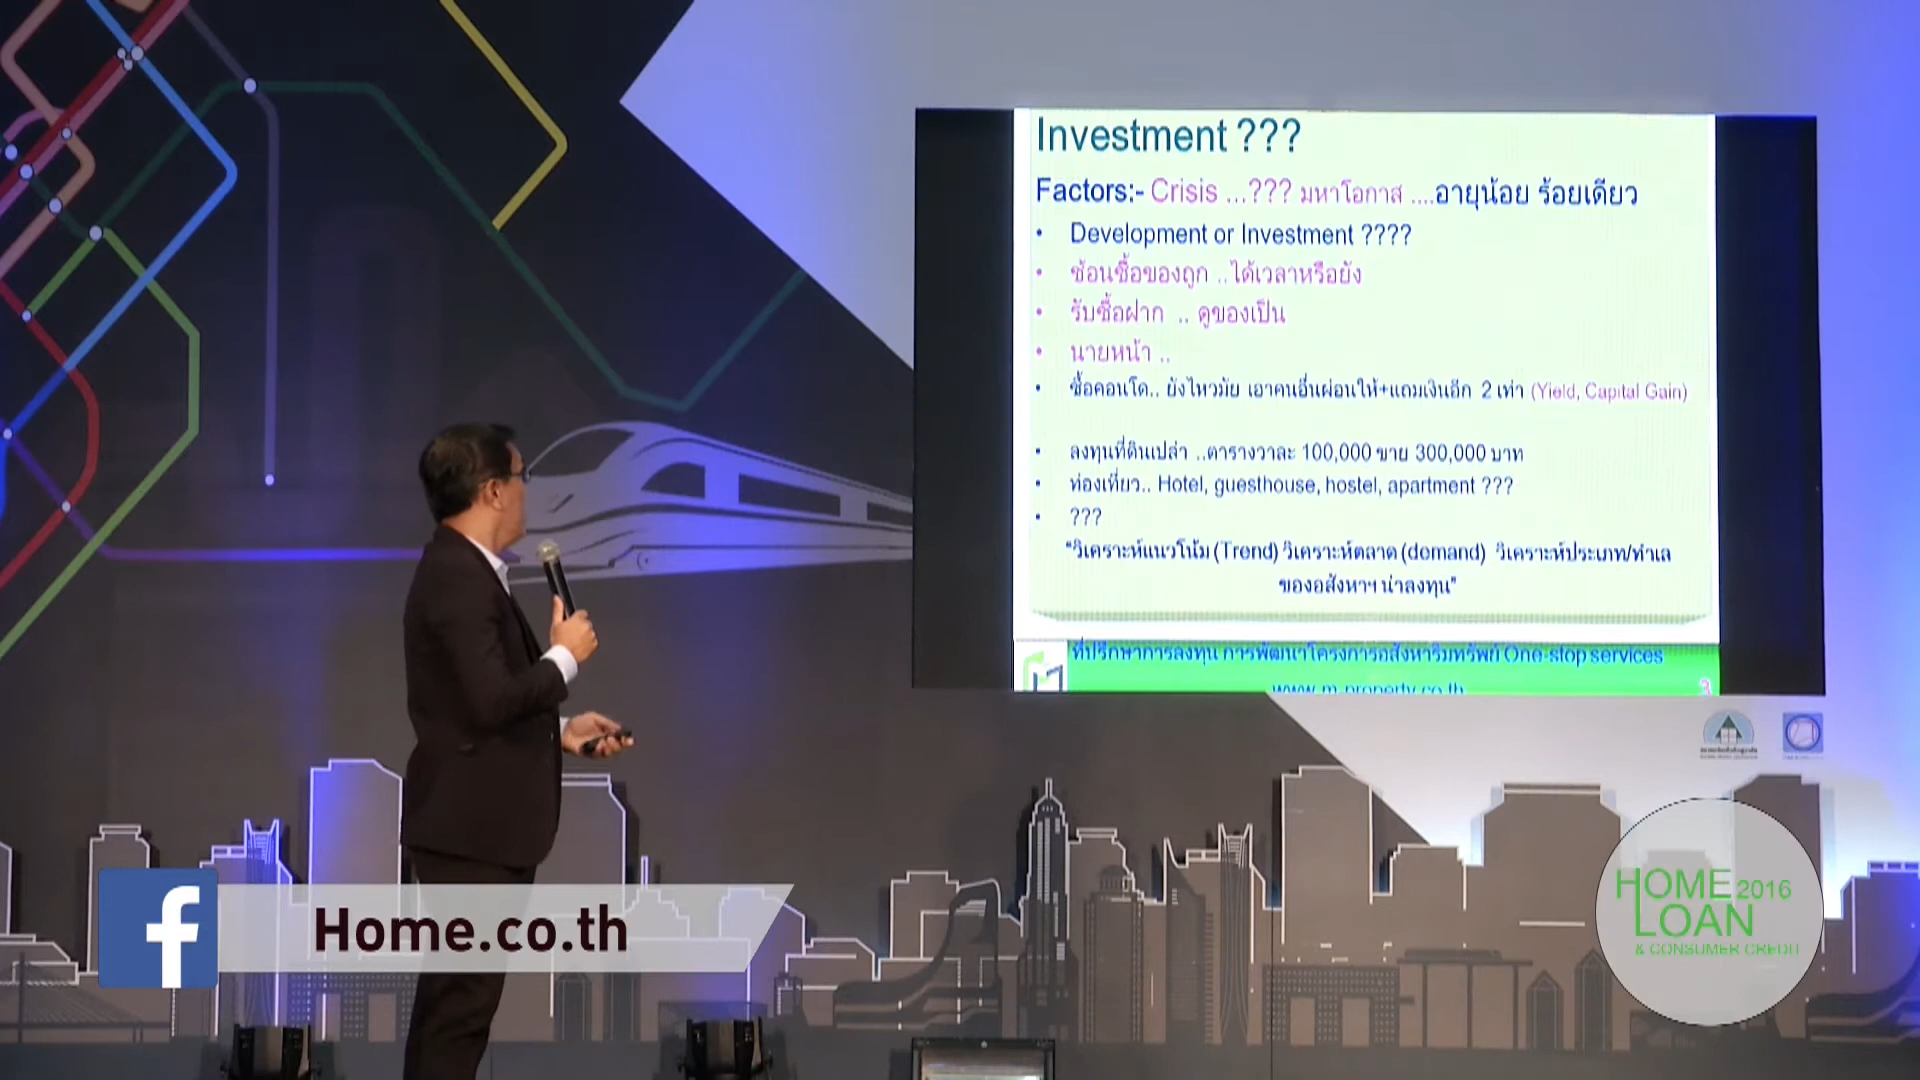 Investment ???
Factors:- Crisis ...??? มหาโอกาส ....อายุน้อย ร้อยเดียว
• Development or Investment ????
• ช้อนซื้อของถูก ..ได้เวลาหรือยัง
• รับซื้อฝาก .. ดูของเป็น
• นายหน้า ..
• ซื้อคอนโด.. ยังไหวมัย เอาคนอื่นผ่อนให้+แถมเงินอีก 2 เท่า (Yield, Capital Gain)
• ลงทุนที่ดินเปล่า ..ตารางวาละ 100,000 ขาย 300,000 บาท
• ท่องเที่ยว.. Hotel, guesthouse, hostel, apartment ???
• ???
"วิเคราะห์แนวโน้ม (Trend) วิเคราะห์ตลาด (demand) วิเคราะห์ประเภท/ทำเล
ของอสังหาฯ น่าลงทุน"
ที่ปรึกษาการลงทุน การพัฒนาโครงการอสังหาริมทรัพย์ One-stop services
www.m-property.co.th
3
f Home.co.th
HOME 2016
LOAN
& CONSUMER CREDIT